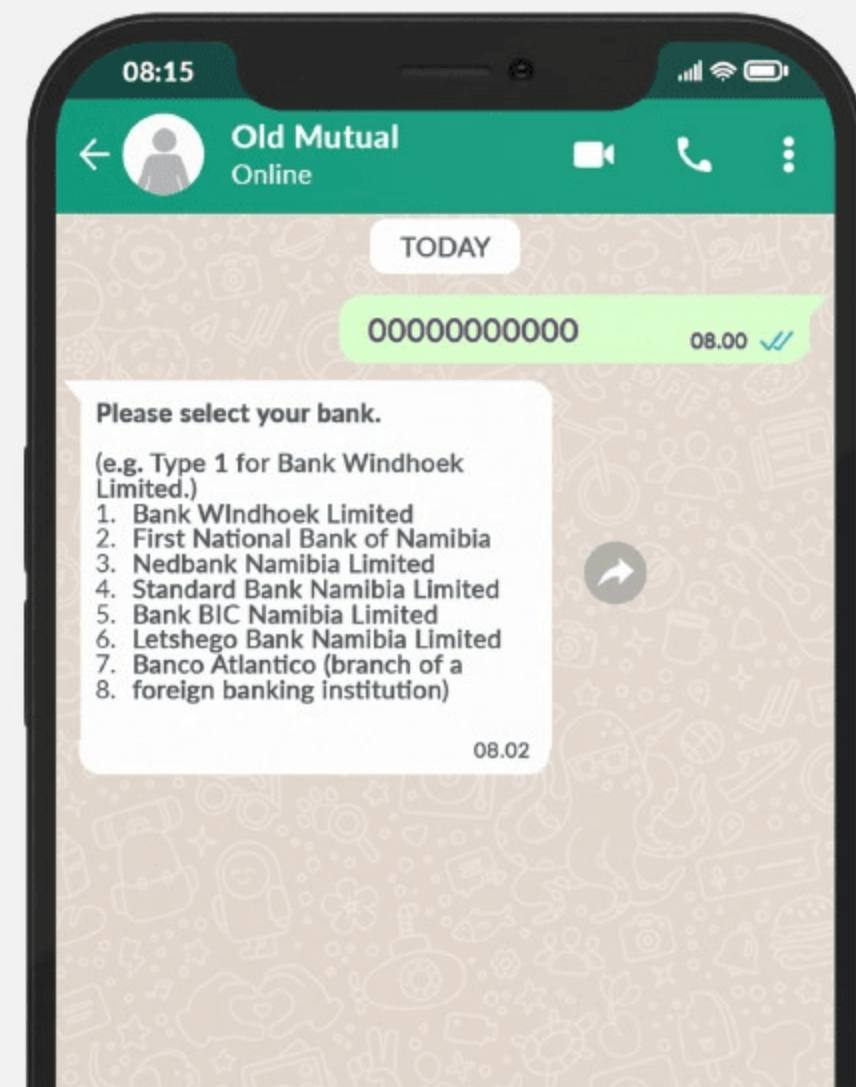 08:15
Old Mutual
Online
TODAY
00000000000 08.00
Please select your bank.
(e.g. Type 1 for Bank Windhoek
Limited.)
1. Bank WIndhoek Limited
2. First National Bank of Namibia
3. Nedbank Namibia Limited
4. Standard Bank Namibia Limited
5. Bank BIC Namibia Limited
6. Letshego Bank Namibia Limited
7. Banco Atlantico (branch of a
8. foreign banking institution)
08.02